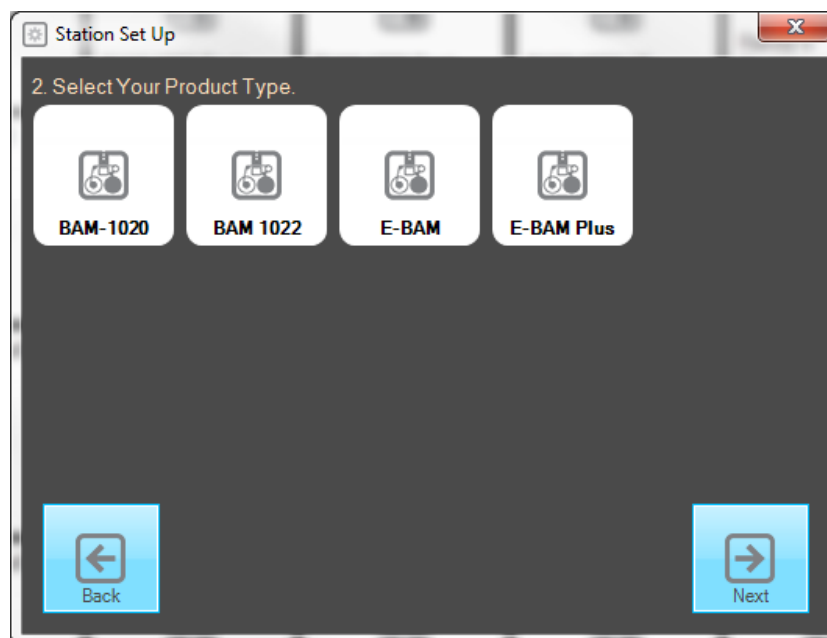 Station Set Up
2. Select Your Product Type.
BAM-1020
BAM 1022
E-BAM
E-BAM Plus
Back
Next